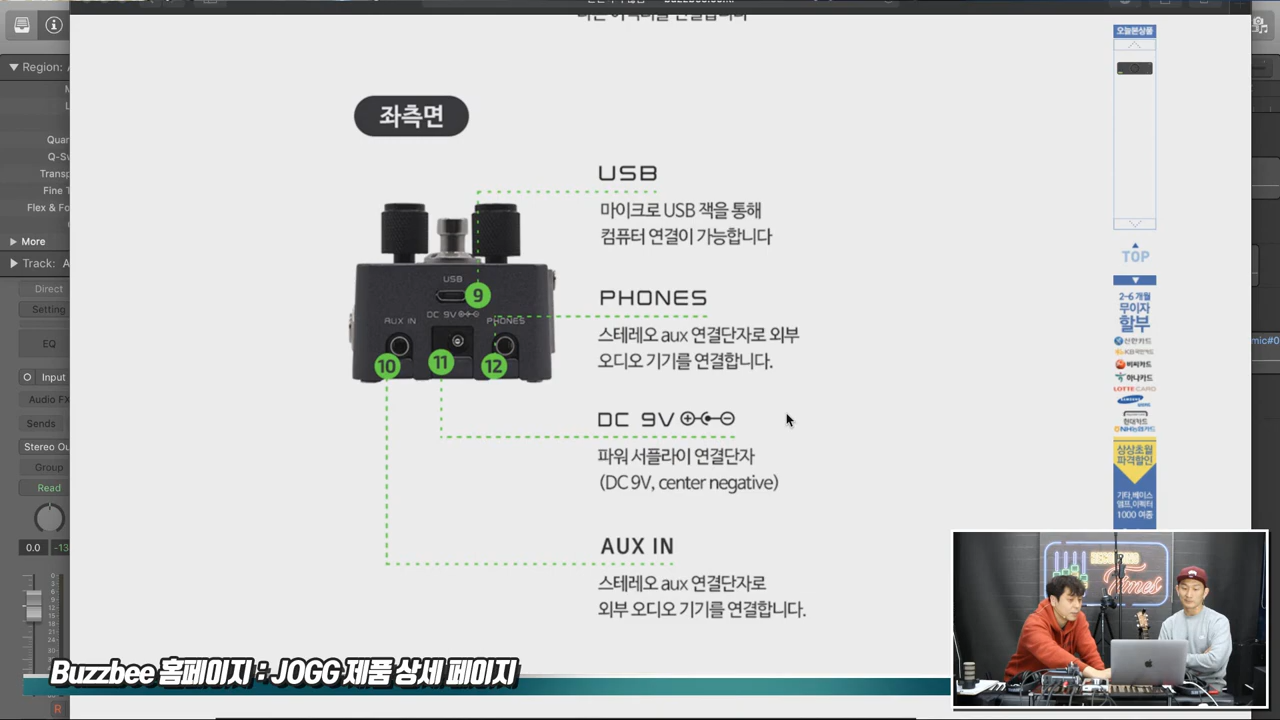 Region:
Quan
Q-Sw
Transp
Fine T
Flex & Fo
More
Track: A
Direct
Setting
EQ
Input
Audio FX
Sends
Stereo Ou
Group
Read
0.0
-13
R
좌측면
USB
마이크로 USB 잭을 통해
컴퓨터 연결이 가능합니다
PHONES
스테레오 aux 연결단자로 외부
오디오 기기를 연결합니다.
DC 9V
파워 서플라이 연결단자
(DC 9V, center negative)
AUX IN
스테레오 aux 연결단자로
외부 오디오 기기를 연결합니다.
USB
9
AUX IN
DC 9V
PHONES
10
11
12
오늘본상품
TOP
2-6 개월
무이자
할부
신한카드
KB국민카드
비씨카드
하나카드
LOTTE CARD
SAMSUNG
현대카드
NH농협카드
상상초월
파격할인
기타,베이스
앰프,이펙터
1000 여종
mic#0
Times
Buzzbee 홈페이지 : JOGG 제품 상세 페이지